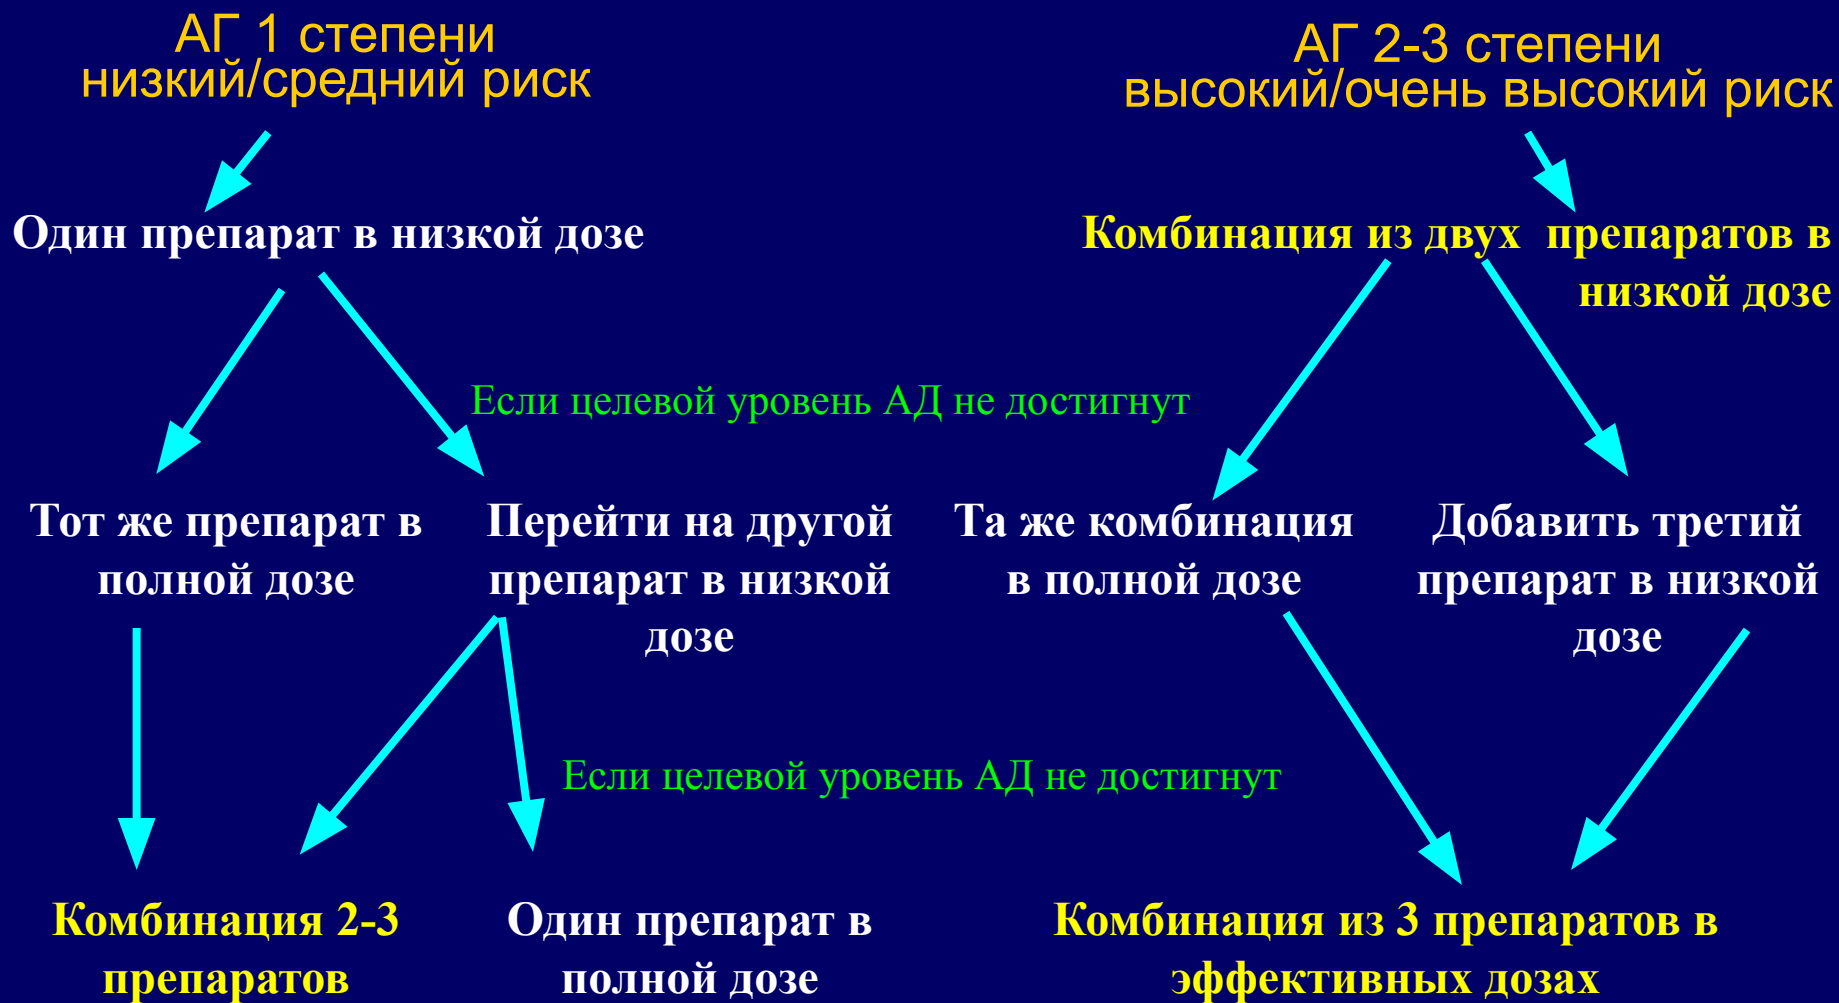 АГ 1 степени
низкий/средний риск
АГ 2-3 степени
высокий/очень высокий риск
Один препарат в низкой дозе
Комбинация из двух препаратов в
низкой дозе
Если целевой уровень АД не достигнут
Тот же препарат в
полной дозе
Перейти на другой
препарат в низкой
дозе
Та же комбинация
в полной дозе
Добавить третий
препарат в низкой
дозе
Если целевой уровень АД не достигнут
Комбинация 2-3
препаратов
Один препарат в
полной дозе
Комбинация из 3 препаратов в
эффективных дозах